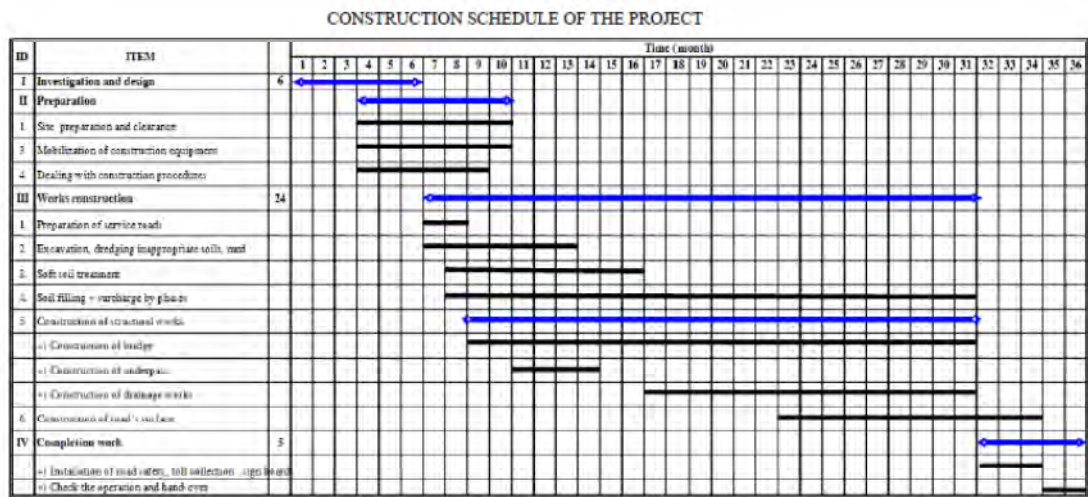 CONSTRUCTION SCHEDULE OF THE PROJECT
ID ITEM Time (month)
1 2 3 4 5 6 7 8 9 10 11 12 13 14 15 16 17 18 19 20 21 22 23 24 25 26 27 28 29 30 31 32 33 34 35 36
I Investigation and design 6
II Preparation
1 Site preparation and clearance
3 Mobilization of construction equipment
4 Dealing with construction procedures
III Works construction 24
1 Preparation of service roads
2 Excavation, dredging inappropriate soils, mud
3 Soft soil treatment
4 Soil filling + surcharge by phases
5 Construction of structural works
+) Construction of bridge
+) Construction of underpass
+) Construction of drainage works
6 Construction of road's surface
IV Completion work 5
+) Installation of road safety, toll collection, sign board
+) Check the operation and hand-over